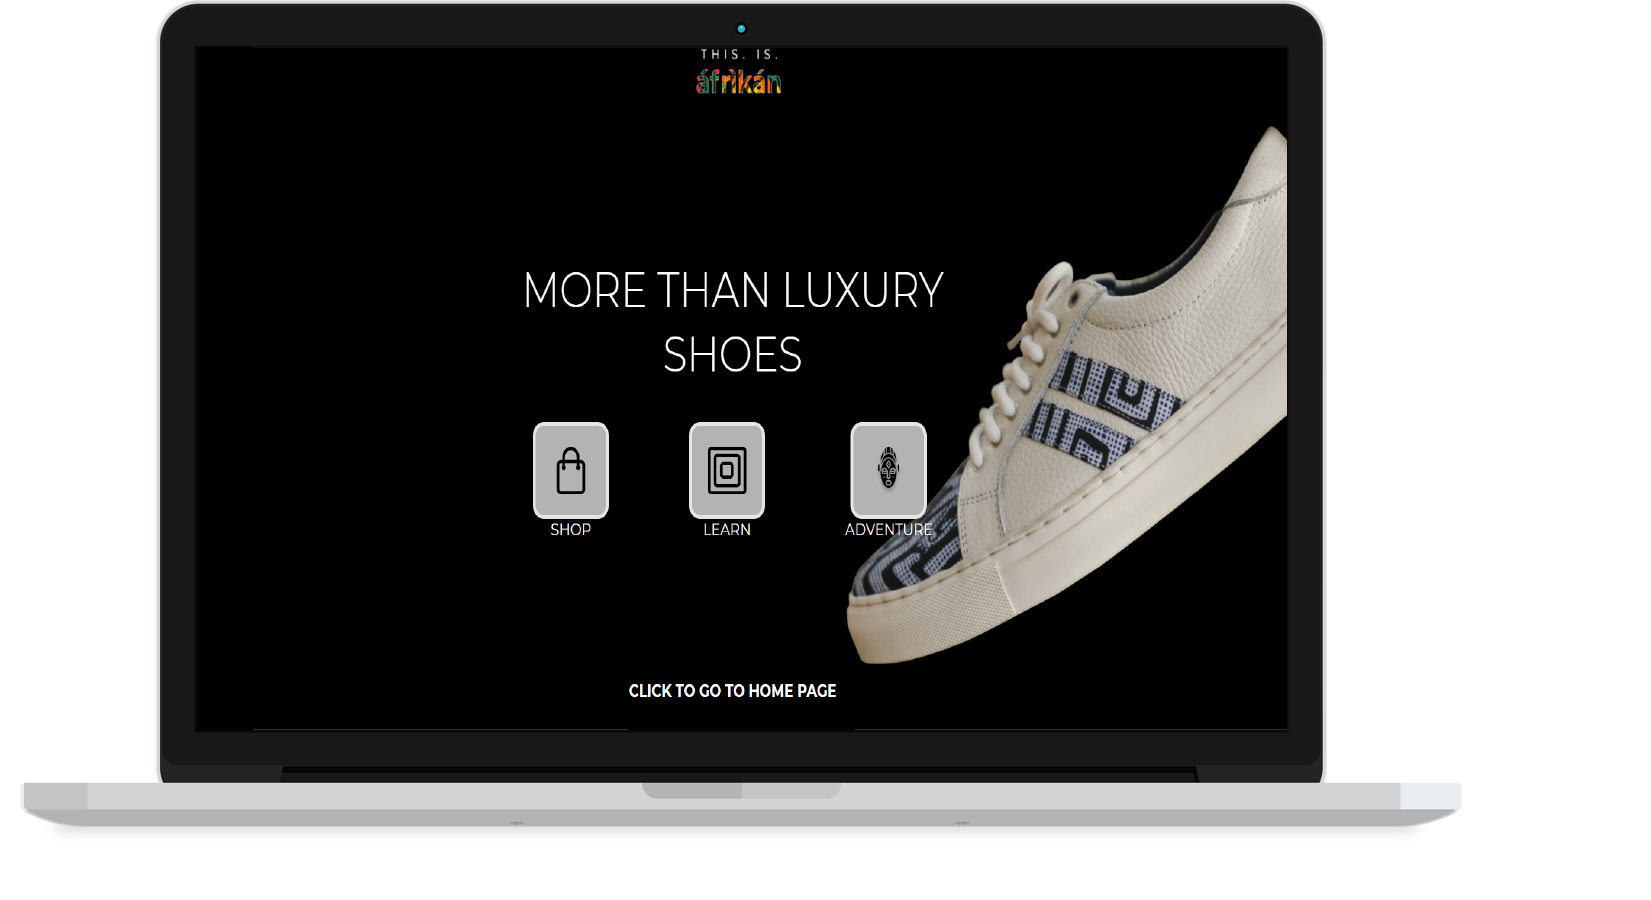 THIS. IS.
áfrikán
MORE THAN LUXURY
SHOES
SHOP
LEARN
ADVENTURE
CLICK TO GO TO HOME PAGE